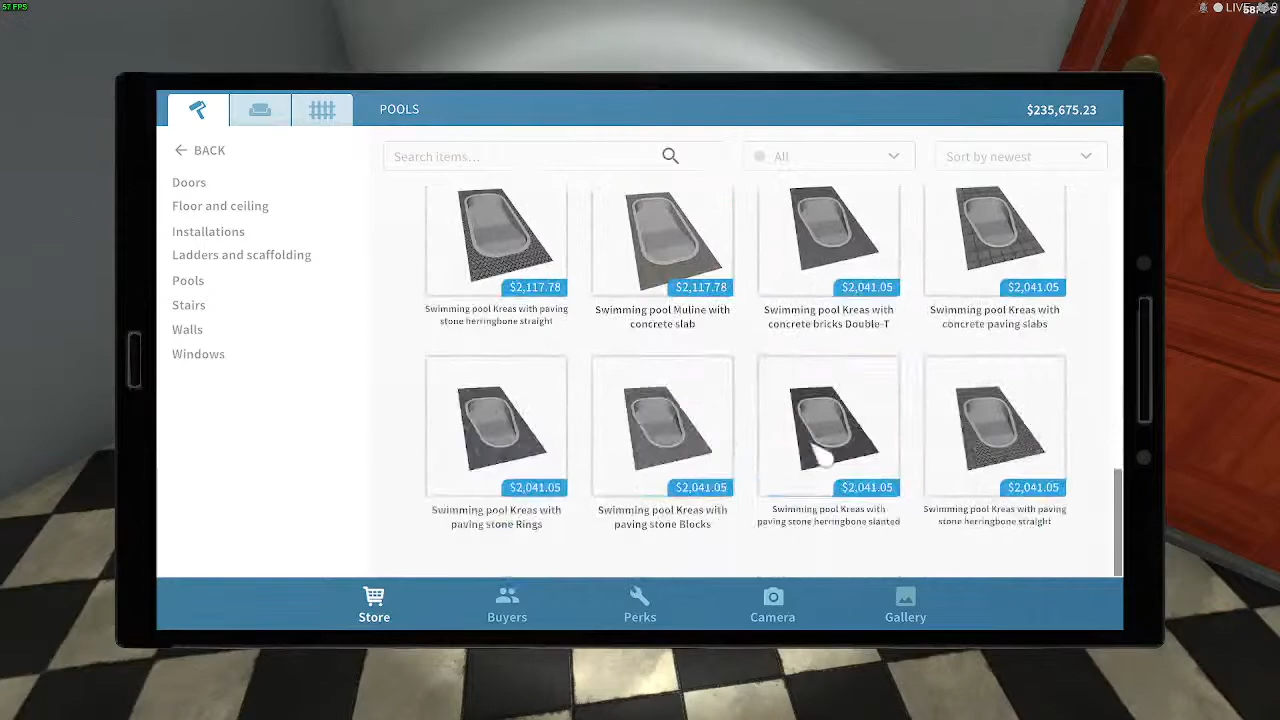 57 FPS
LIVE
POOLS
$235,675.23
BACK
Search items...
All
Sort by newest
Doors
Floor and ceiling
Installations
Ladders and scaffolding
Pools
Stairs
Walls
Windows
$2,117.78
$2,117.78
$2,041.05
$2,041.05
Swimming pool Kreas with paving
stone herringbone straight
Swimming pool Muline with
concrete slab
Swimming pool Kreas with
concrete bricks Double-T
Swimming pool Kreas with
concrete paving slabs
$2,041.05
$2,041.05
$2,041.05
$2,041.05
Swimming pool Kreas with
paving stone Rings
Swimming pool Kreas with
paving stone Blocks
Swimming pool Kreas with
paving stone herringbone slanted
Swimming pool Kreas with paving
stone herringbone straight
Store
Buyers
Perks
Camera
Gallery